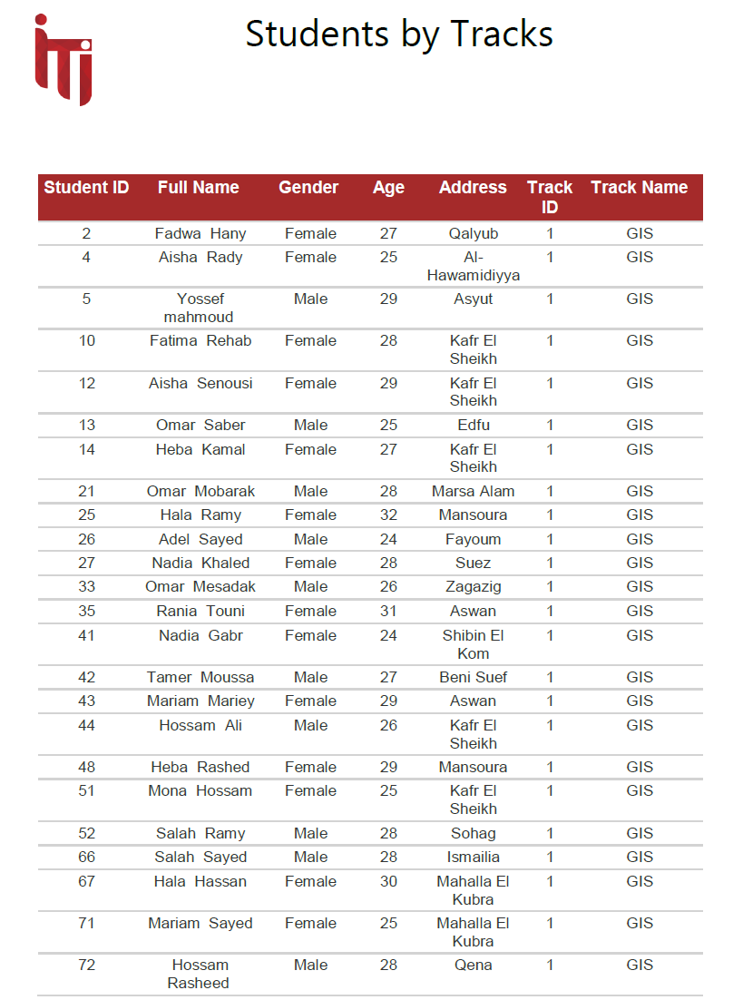 iTi
Students by Tracks
Student ID Full Name Gender Age Address Track ID Track Name
2 Fadwa Hany Female 27 Qalyub 1 GIS
4 Aisha Rady Female 25 Al-Hawamidiyya 1 GIS
5 Yossef mahmoud Male 29 Asyut 1 GIS
10 Fatima Rehab Female 28 Kafr El Sheikh 1 GIS
12 Aisha Senousi Female 29 Kafr El Sheikh 1 GIS
13 Omar Saber Male 25 Edfu 1 GIS
14 Heba Kamal Female 27 Kafr El Sheikh 1 GIS
21 Omar Mobarak Male 28 Marsa Alam 1 GIS
25 Hala Ramy Female 32 Mansoura 1 GIS
26 Adel Sayed Male 24 Fayoum 1 GIS
27 Nadia Khaled Female 28 Suez 1 GIS
33 Omar Mesadak Male 26 Zagazig 1 GIS
35 Rania Touni Female 31 Aswan 1 GIS
41 Nadia Gabr Female 24 Shibin El Kom 1 GIS
42 Tamer Moussa Male 27 Beni Suef 1 GIS
43 Mariam Mariey Female 29 Aswan 1 GIS
44 Hossam Ali Male 26 Kafr El Sheikh 1 GIS
48 Heba Rashed Female 29 Mansoura 1 GIS
51 Mona Hossam Female 25 Kafr El Sheikh 1 GIS
52 Salah Ramy Male 28 Sohag 1 GIS
66 Salah Sayed Male 28 Ismailia 1 GIS
67 Hala Hassan Female 30 Mahalla El Kubra 1 GIS
71 Mariam Sayed Female 25 Mahalla El Kubra 1 GIS
72 Hossam Rasheed Male 28 Qena 1 GIS